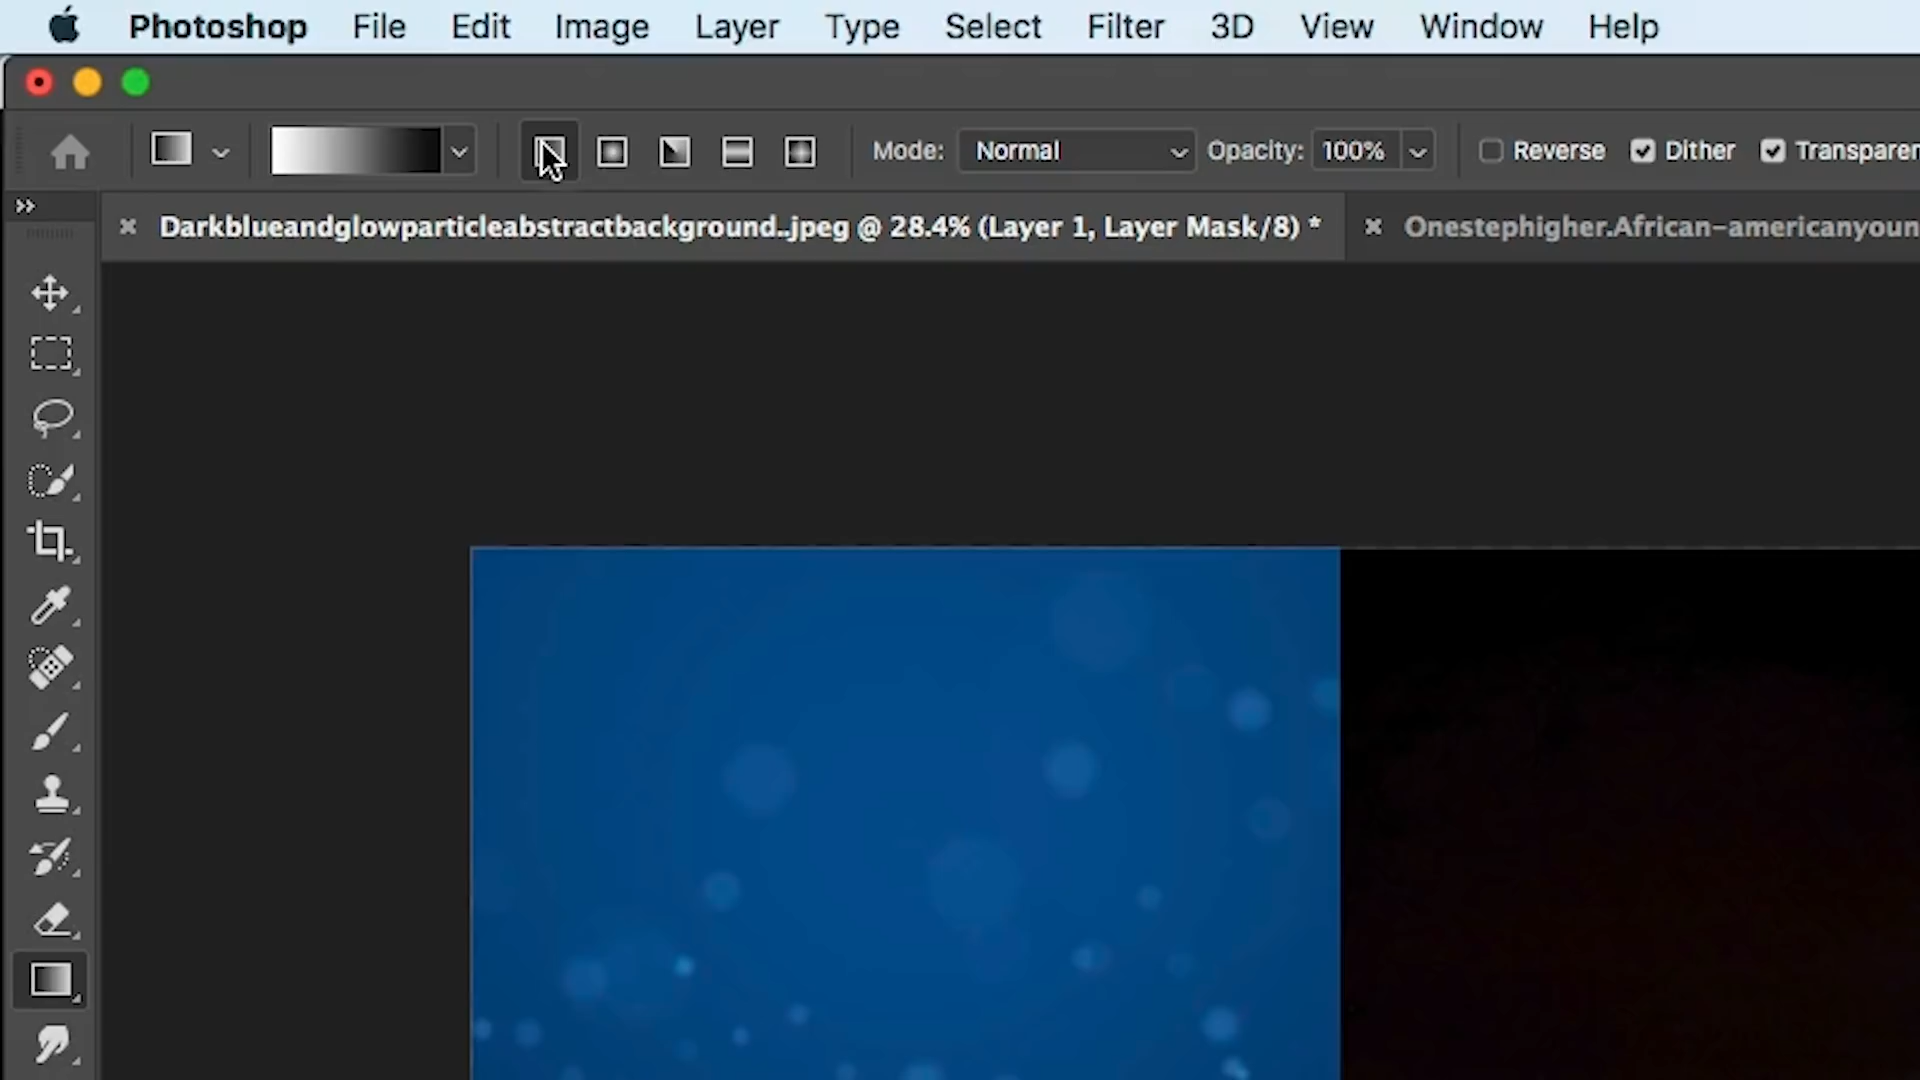 Photoshop File Edit Image Layer Type Select Filter 3D View Window Help
Mode: Normal Opacity: 100% Reverse Dither Transparen
Darkblueandglowparticleabstractbackground..jpeg @ 28.4% (Layer 1, Layer Mask/8) * Onestephigher.African-americanyoun